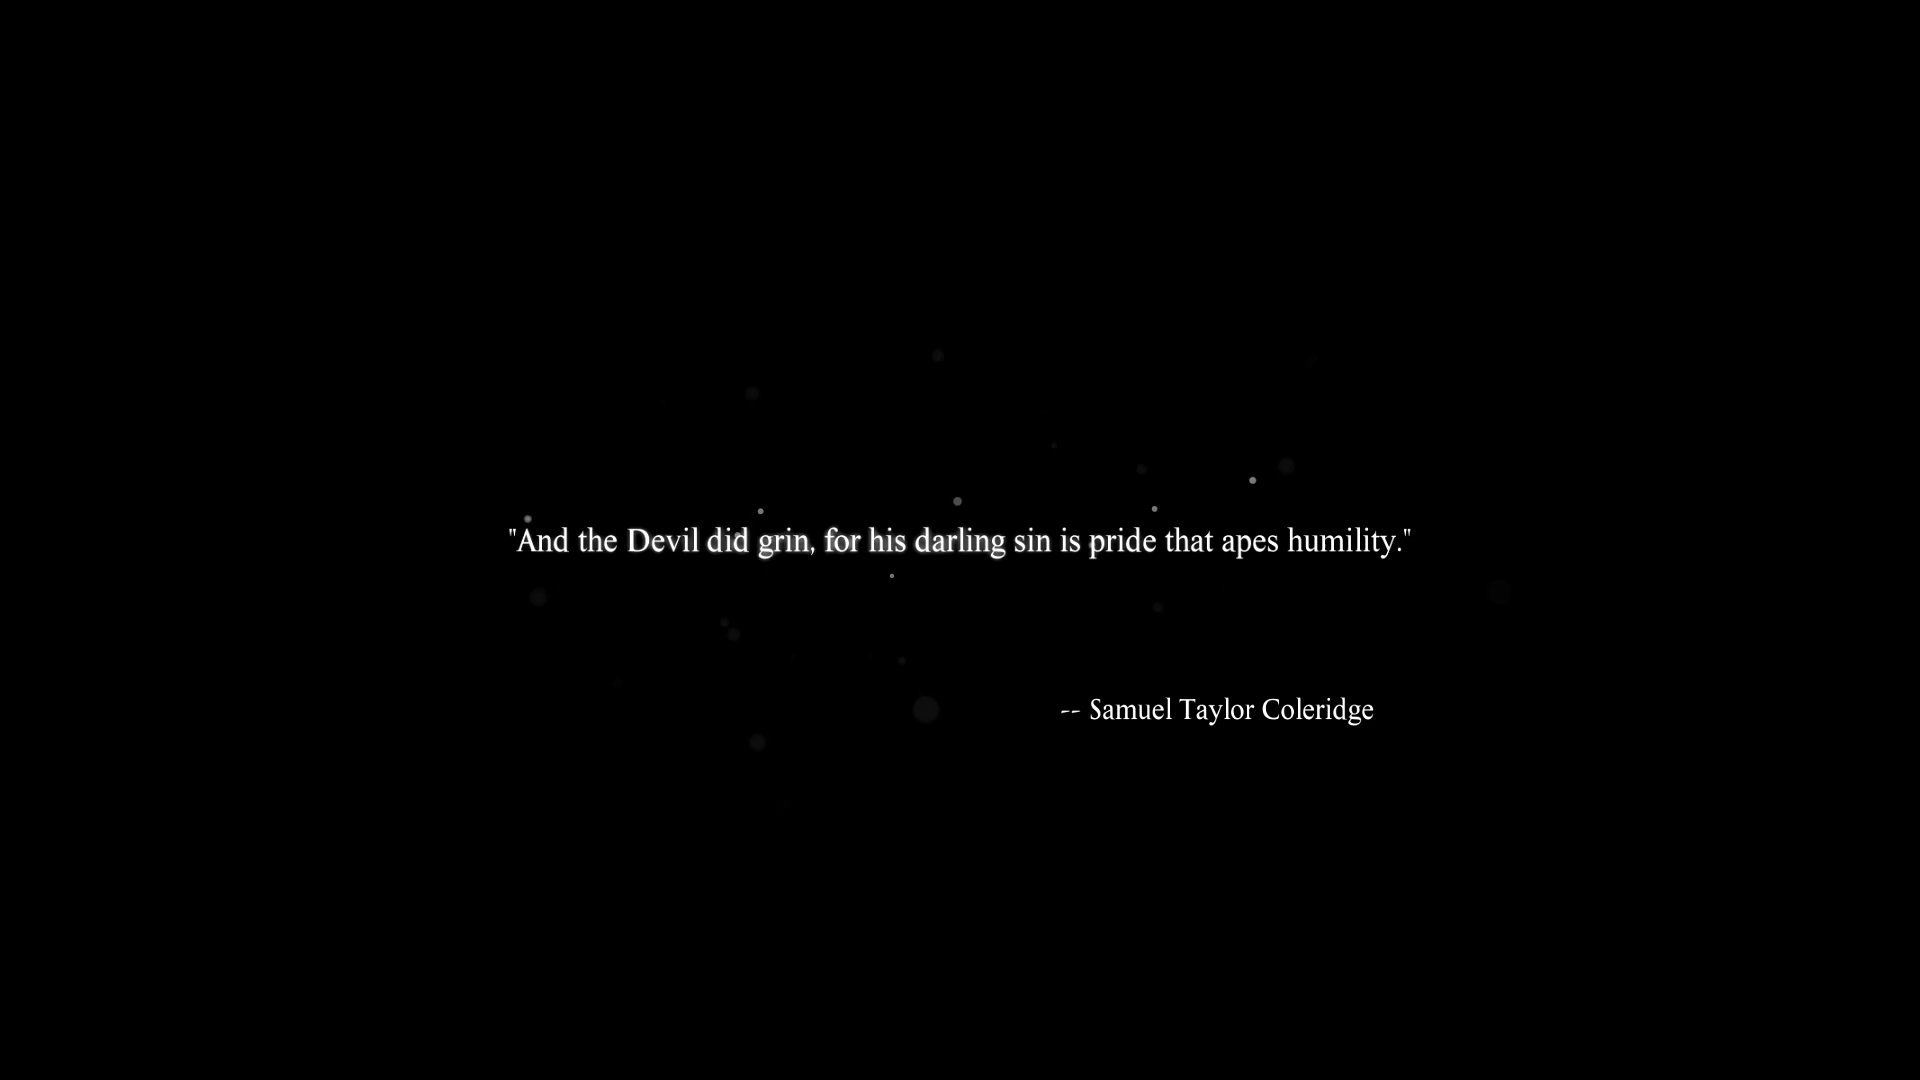 "And the Devil did grin, for his darling sin is pride that apes humility."
-- Samuel Taylor Coleridge